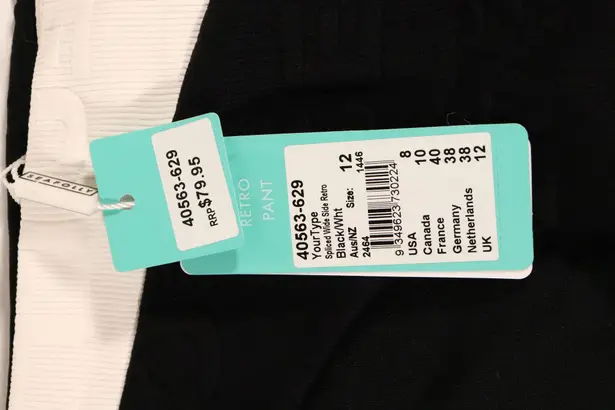 SEAFOLLY
40563-629
RRP$79.95
RETRO
PANT
40563-629
YourType
Spliced Wide Side Retro
Black/Wht
Aus/NZ Size: 12
2464 1446
9 349623 730224
USA 8
Canada 10
France 40
Germany 38
Netherlands 38
UK 12